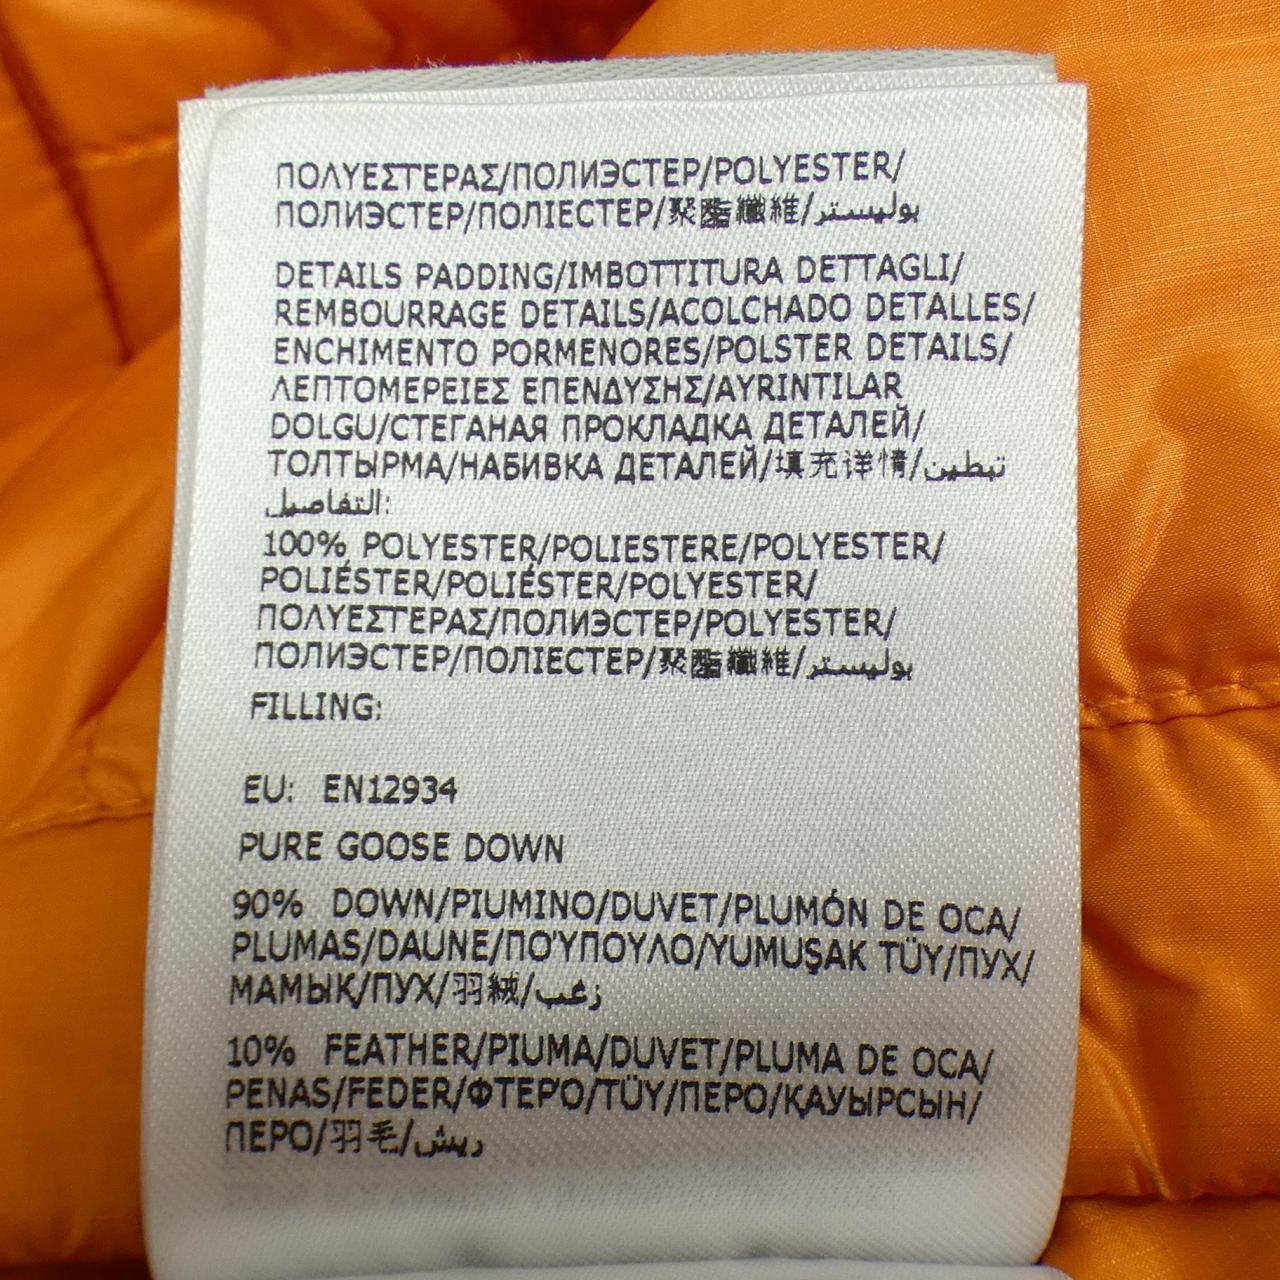 ΠΟΛΥΕΣΤΕΡΑΣ/ПОЛИЭСТЕР/POLYESTER/
ПОЛИЭСТЕР/ПОЛІЕСТЕР/聚酯纖維/بوليستر
DETAILS PADDING/IMBOTTITURA DETTAGLI/
REMBOURRAGE DETAILS/ACOLCHADO DETALLES/
ENCHIMENTO PORMENORES/POLSTER DETAILS/
ΛΕΠΤΟΜΕΡΕΙΕΣ ΕΠΕΝΔΥΣΗΣ/AYRINTILAR
DOLGU/СТЕГАНАЯ ПРОКЛАДКА ДЕТАЛЕЙ/
ТОЛТЫРМА/НАБИВКА ДЕТАЛЕЙ/填充详情/تبطين
التفاصيل:
100% POLYESTER/POLIESTERE/POLYESTER/
POLIÉSTER/POLIÉSTER/POLYESTER/
ΠΟΛΥΕΣΤΕΡΑΣ/ПОЛИЭСТЕР/POLYESTER/
ПОЛИЭСТЕР/ПОЛІЕСТЕР/聚酯纖維/بوليستر
FILLING:
EU: EN12934
PURE GOOSE DOWN
90% DOWN/PIUMINO/DUVET/PLUMÓN DE OCA/
PLUMAS/DAUNE/ΠΟΎΠΟΥΛΟ/YUMUŞAK TÜY/ПУХ/
МАМЫҚ/ПУХ/羽絨/زغب
10% FEATHER/PIUMA/DUVET/PLUMA DE OCA/
PENAS/FEDER/ΦΤΕΡΌ/TÜY/ПЕРО/ҚАУЫРСЫН/
ПЕРО/羽毛/ريش